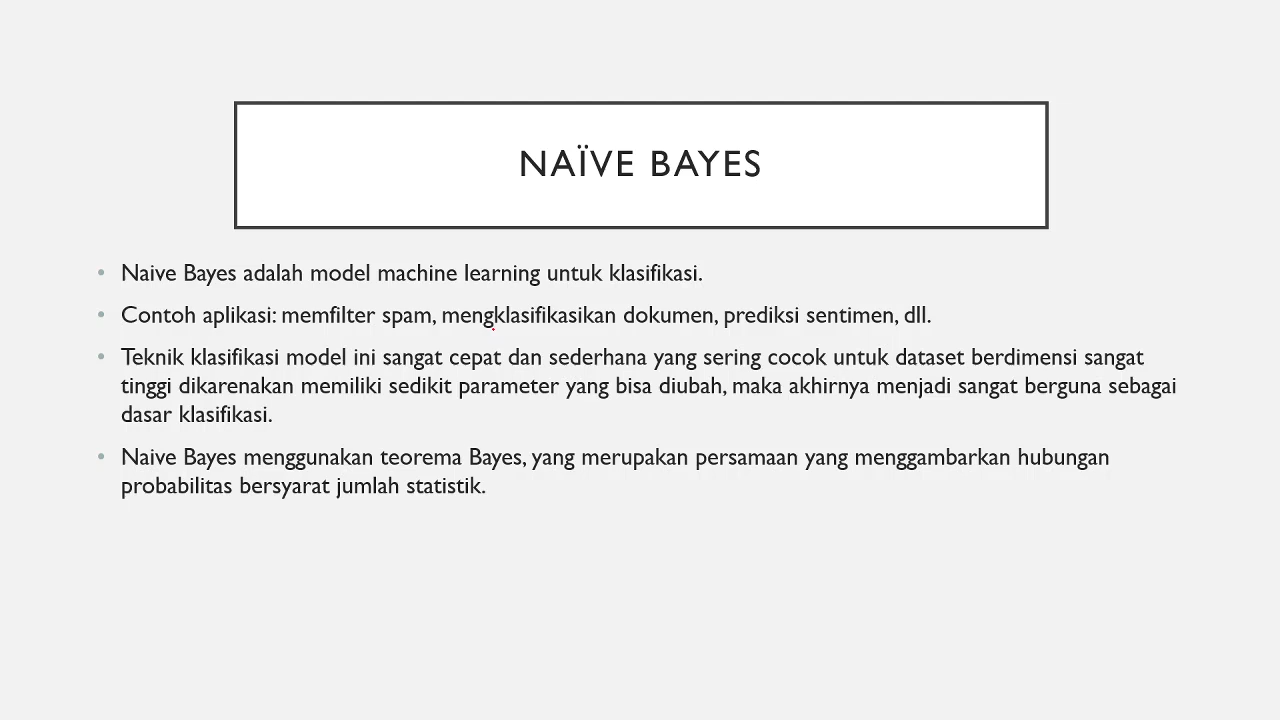 NAÏVE BAYES
• Naive Bayes adalah model machine learning untuk klasifikasi.
• Contoh aplikasi: memfilter spam, mengklasifikasikan dokumen, prediksi sentimen, dll.
• Teknik klasifikasi model ini sangat cepat dan sederhana yang sering cocok untuk dataset berdimensi sangat
tinggi dikarenakan memiliki sedikit parameter yang bisa diubah, maka akhirnya menjadi sangat berguna sebagai
dasar klasifikasi.
• Naive Bayes menggunakan teorema Bayes, yang merupakan persamaan yang menggambarkan hubungan
probabilitas bersyarat jumlah statistik.